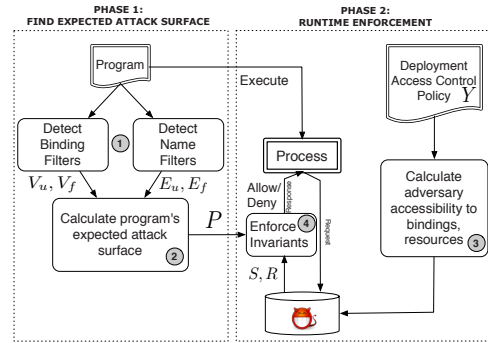 PHASE 1:
FIND EXPECTED ATTACK SURFACE
PHASE 2:
RUNTIME ENFORCEMENT
Program
Execute
Deployment
Access Control
Policy Y
Detect
Binding
Filters
1
Detect
Name
Filters
Process
V_u, V_f
E_u, E_f
Allow/
Deny
Response
Request
Calculate
adversary
accessibility to
bindings,
resources
3
Calculate program's
expected attack
surface
2
P
Enforce
Invariants
4
S, R